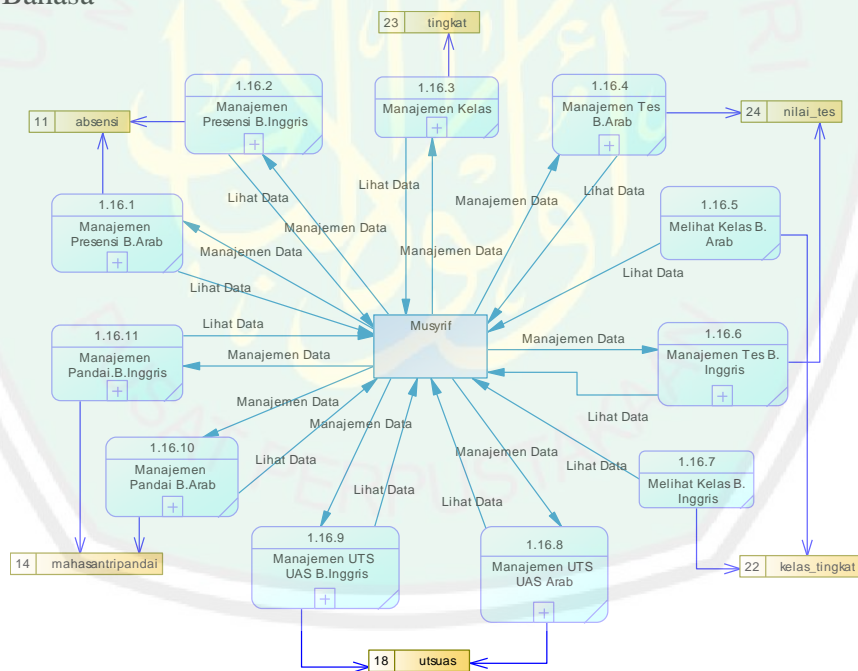 Bahasa
23 tingkat
1.16.2
Manajemen
Presensi B.Inggris
1.16.3
Manajemen Kelas
1.16.4
Manajemen Tes
B.Arab
11 absensi
24 nilai_tes
1.16.1
Manajemen
Presensi B.Arab
1.16.5
Melihat Kelas B.
Arab
Lihat Data
Lihat Data
Lihat Data
Manajemen Data
Manajemen Data
Manajemen Data
Manajemen Data
Lihat Data
Lihat Data
1.16.11
Manajemen
Pandai.B.Inggris
Lihat Data
Manajemen Data
Musyrif
Manajemen Data
1.16.6
Manajemen Tes B.
Inggris
Lihat Data
Manajemen Data
Manajemen Data
1.16.10
Manajemen
Pandai B.Arab
Lihat Data
Manajemen Data
Lihat Data
1.16.7
Melihat Kelas B.
Inggris
Lihat Data
Lihat Data
1.16.9
Manajemen UTS
UAS B.Inggris
1.16.8
Manajemen UTS
UAS Arab
14 mahasantripandai
22 kelas_tingkat
18 utsuas